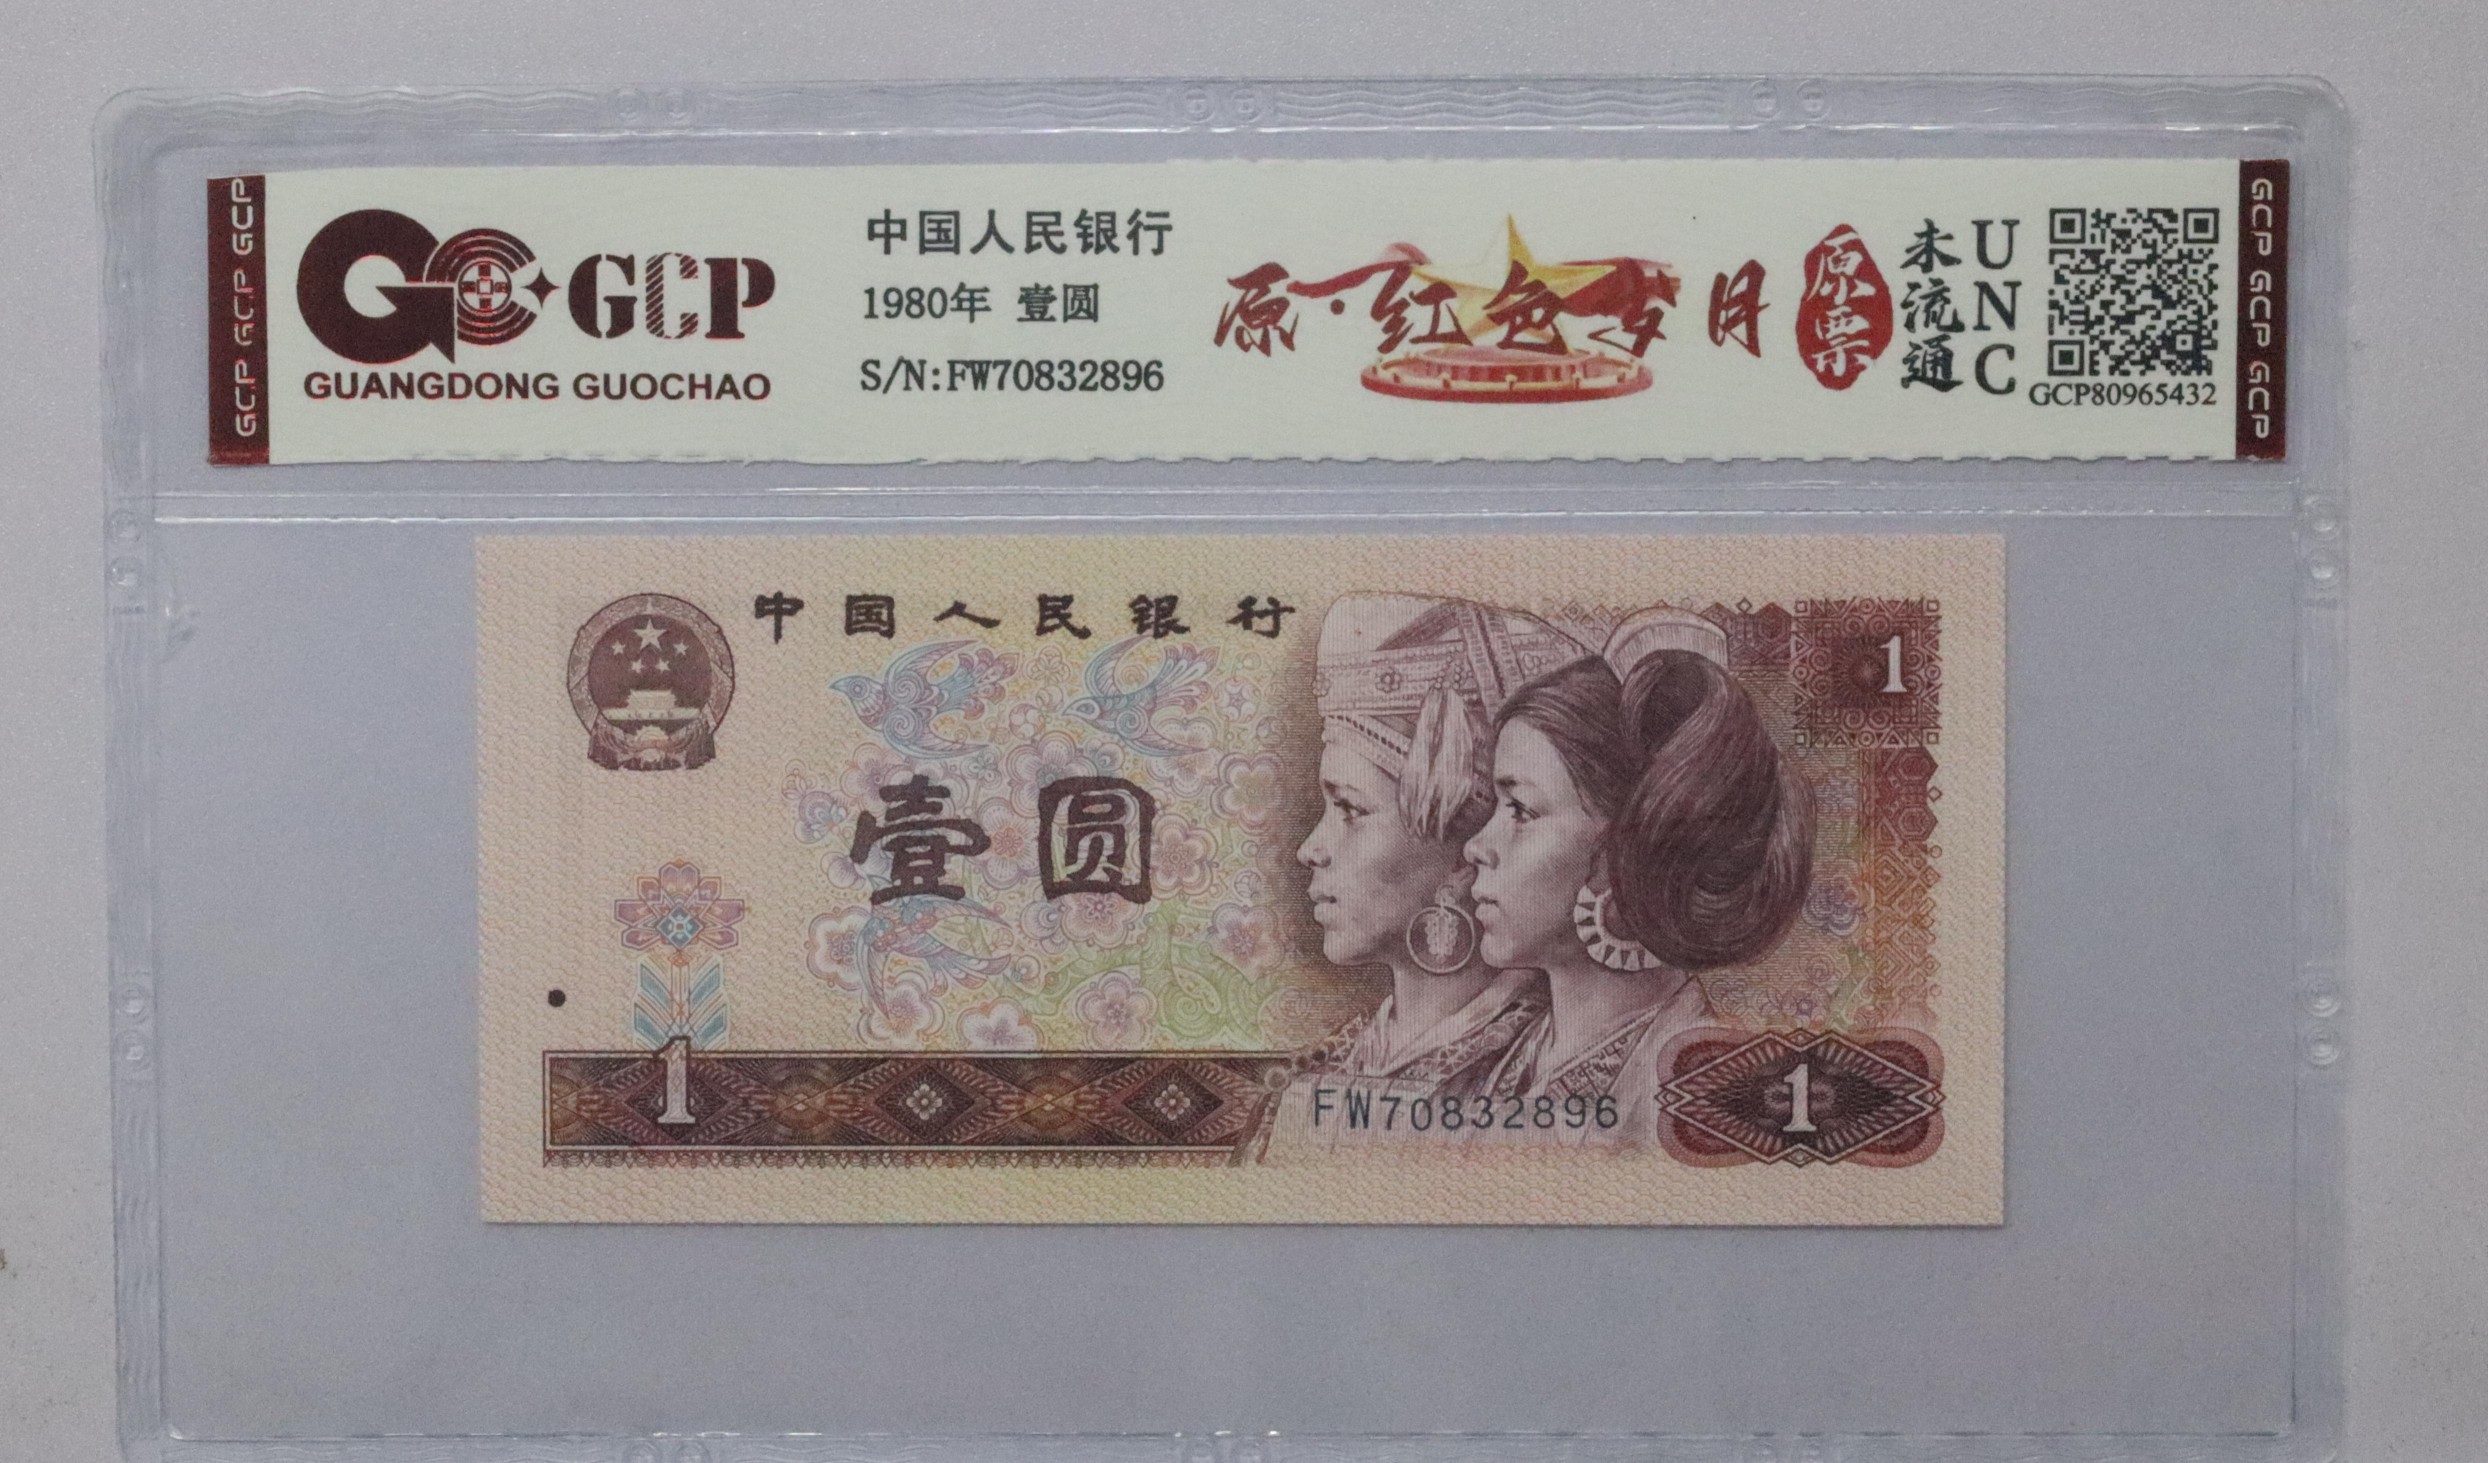 GCP GCP GCP
GCP
GUANGDONG GUOCHAO
中国人民银行
1980年 壹圆
S/N:FW70832896
原·红色岁月
原票
未流通
UNC
GCP80965432
GCP GCP GCP
中国人民银行
1
壹圆
1
FW70832896
1